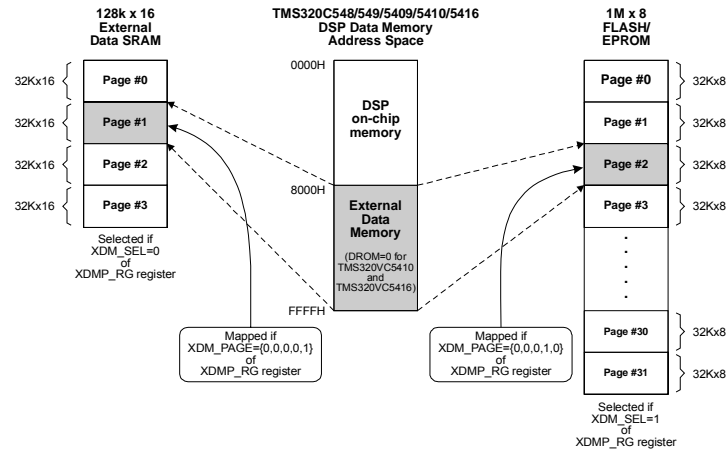 128k x 16
External
Data SRAM
32Kx16
Page #0
32Kx16
Page #1
32Kx16
Page #2
32Kx16
Page #3
Selected if
XDM_SEL=0
of
XDMP_RG register
TMS320C548/549/5409/5410/5416
DSP Data Memory
Address Space
0000H
DSP
on-chip
memory
8000H
External
Data
Memory
(DROM=0 for
TMS320VC5410
and
TMS320VC5416)
FFFFH
Mapped if
XDM_PAGE={0,0,0,0,1}
of
XDMP_RG register
Mapped if
XDM_PAGE={0,0,0,1,0}
of
XDMP_RG register
1M x 8
FLASH/
EPROM
Page #0
32Kx8
Page #1
32Kx8
Page #2
32Kx8
Page #3
32Kx8
Page #30
32Kx8
Page #31
32Kx8
Selected if
XDM_SEL=1
of
XDMP_RG register